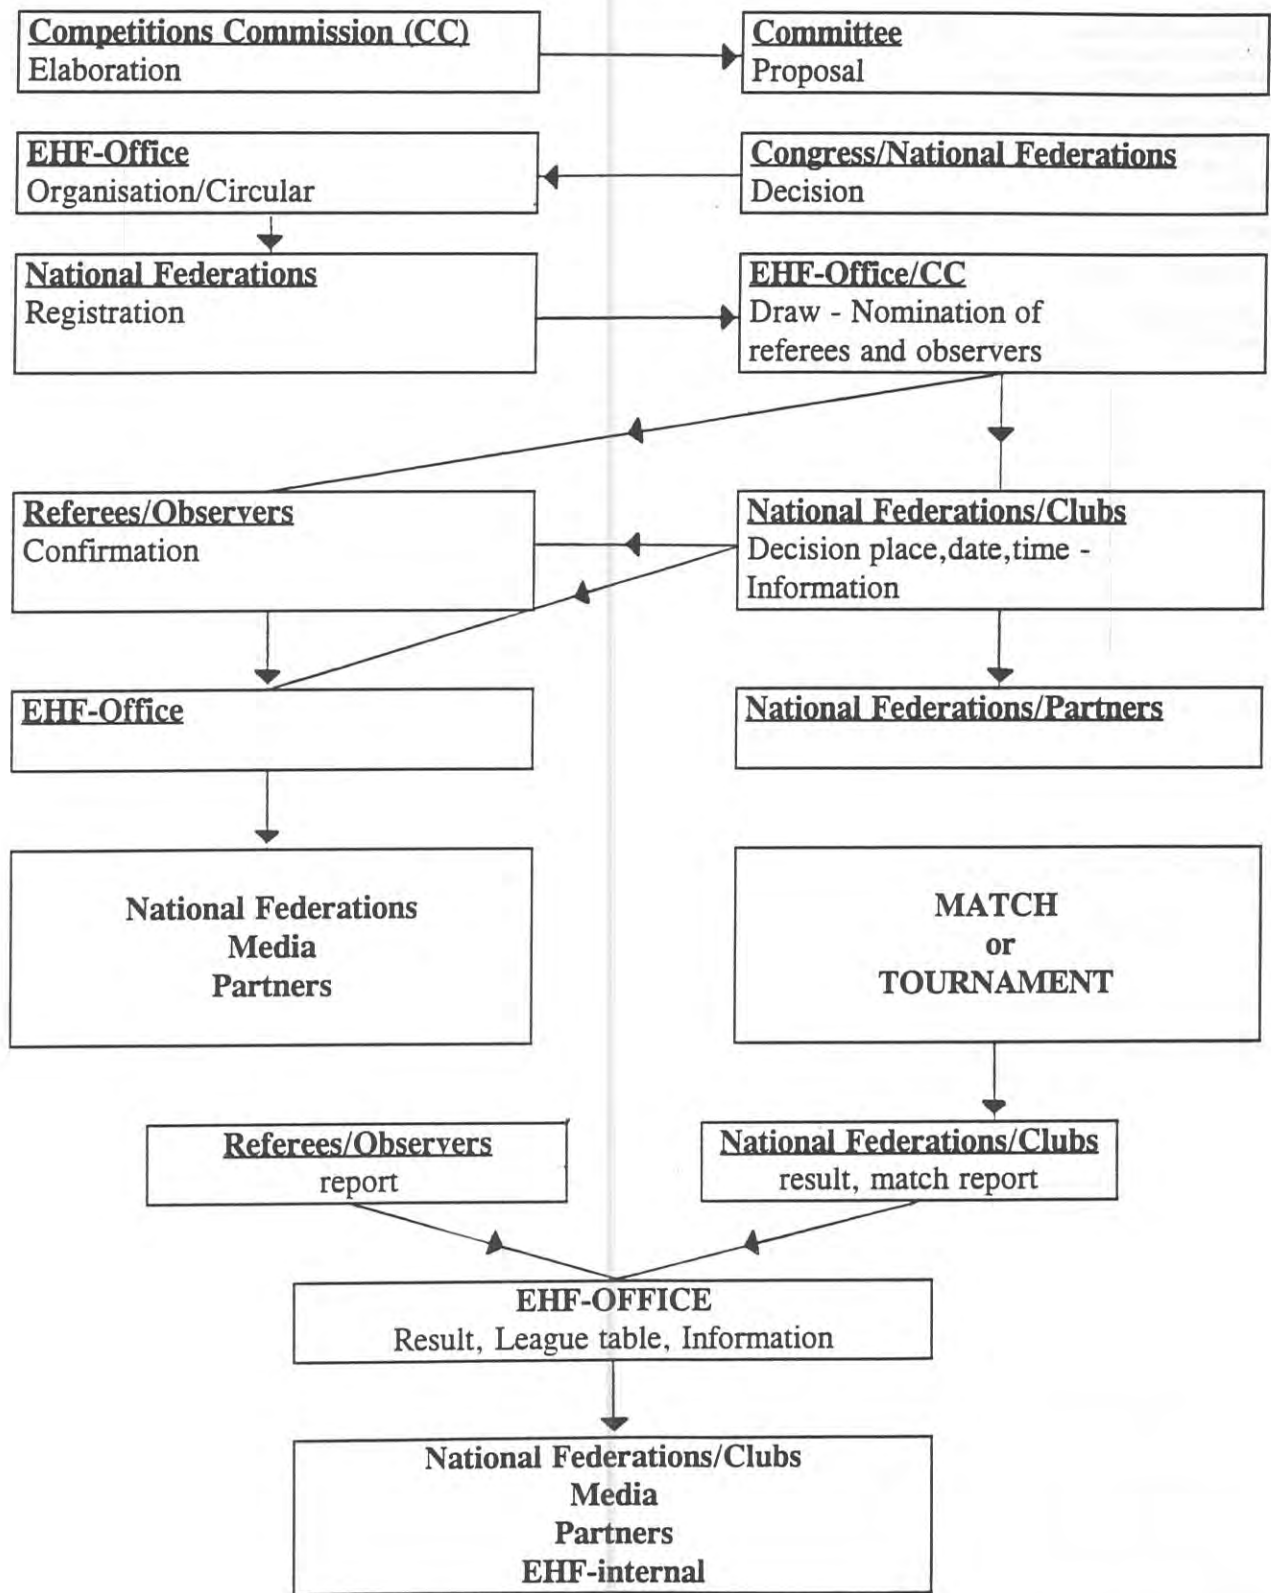 Competitions Commission (CC)
Elaboration
Committee
Proposal
EHF-Office
Organisation/Circular
Congress/National Federations
Decision
National Federations
Registration
EHF-Office/CC
Draw - Nomination of
referees and observers
Referees/Observers
Confirmation
National Federations/Clubs
Decision place,date,time -
Information
EHF-Office
National Federations/Partners
National Federations
Media
Partners
MATCH
or
TOURNAMENT
Referees/Observers
report
National Federations/Clubs
result, match report
EHF-OFFICE
Result, League table, Information
National Federations/Clubs
Media
Partners
EHF-internal